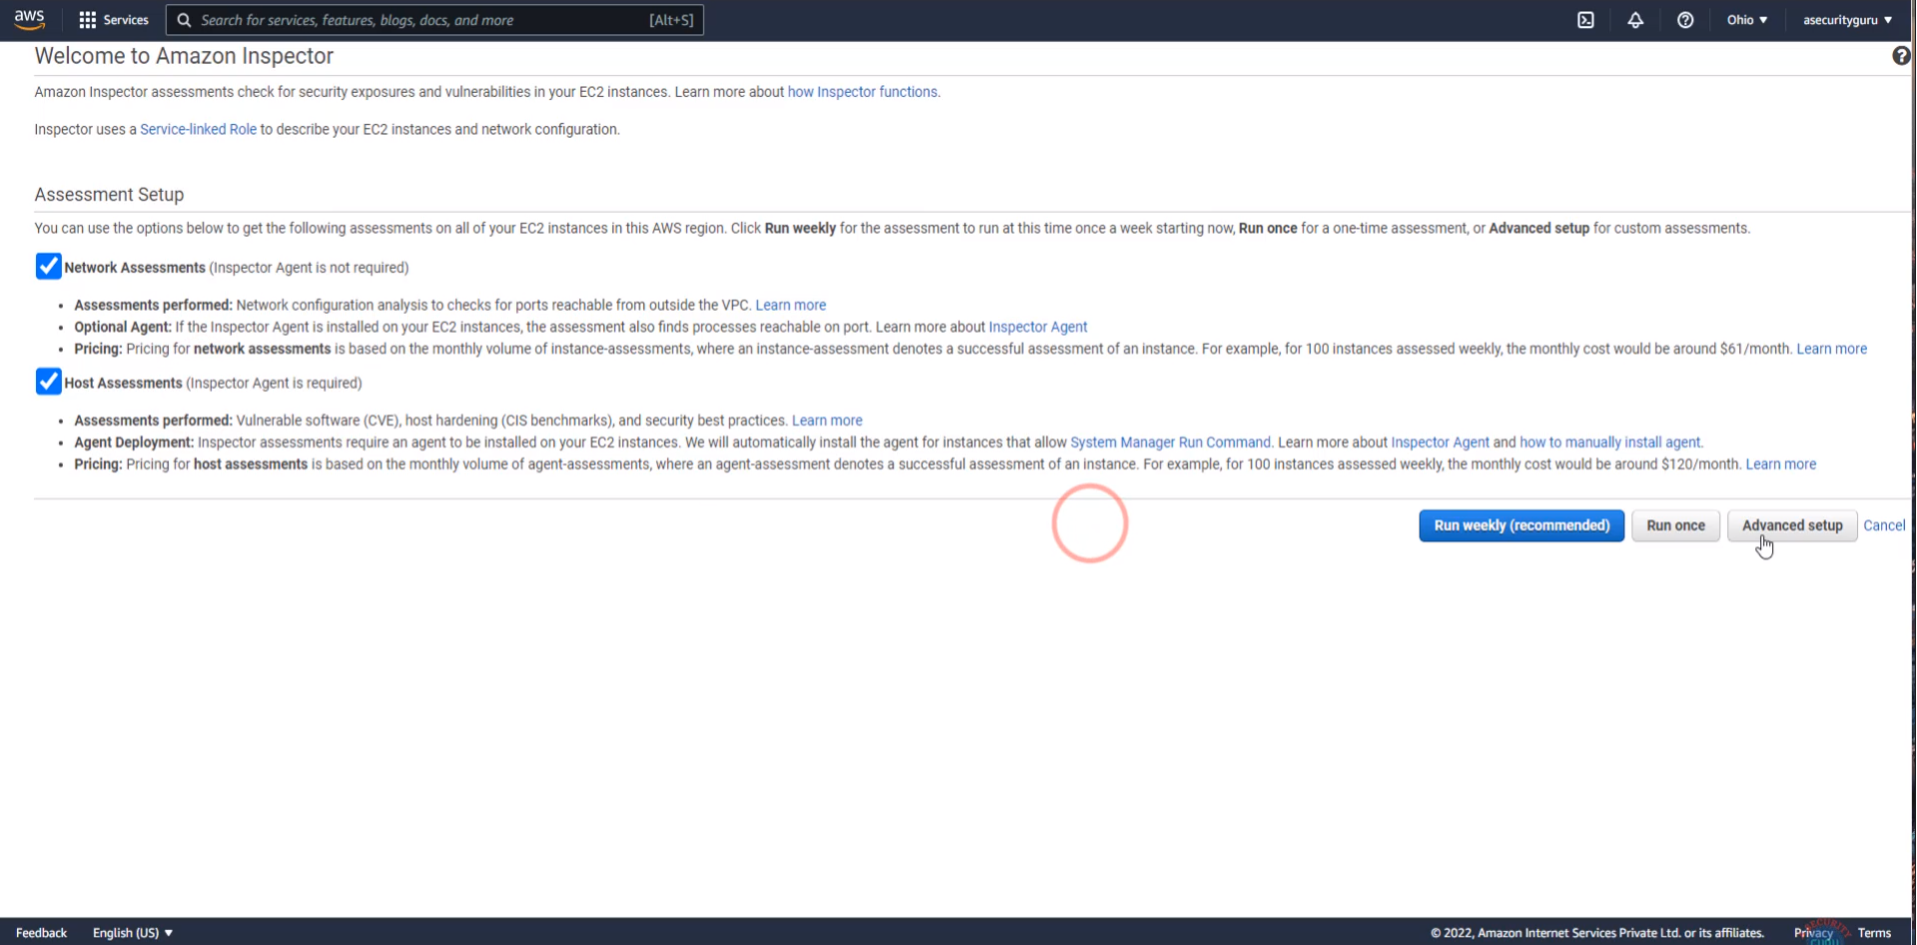 aws Services Search for services, features, blogs, docs, and more [Alt+S] Ohio ▼ asecurityguru ▼
Welcome to Amazon Inspector
Amazon Inspector assessments check for security exposures and vulnerabilities in your EC2 instances. Learn more about how Inspector functions.
Inspector uses a Service-linked Role to describe your EC2 instances and network configuration.
Assessment Setup
You can use the options below to get the following assessments on all of your EC2 instances in this AWS region. Click Run weekly for the assessment to run at this time once a week starting now, Run once for a one-time assessment, or Advanced setup for custom assessments.
Network Assessments (Inspector Agent is not required)
• Assessments performed: Network configuration analysis to checks for ports reachable from outside the VPC. Learn more
• Optional Agent: If the Inspector Agent is installed on your EC2 instances, the assessment also finds processes reachable on port. Learn more about Inspector Agent
• Pricing: Pricing for network assessments is based on the monthly volume of instance-assessments, where an instance-assessment denotes a successful assessment of an instance. For example, for 100 instances assessed weekly, the monthly cost would be around $61/month. Learn more
Host Assessments (Inspector Agent is required)
• Assessments performed: Vulnerable software (CVE), host hardening (CIS benchmarks), and security best practices. Learn more
• Agent Deployment: Inspector assessments require an agent to be installed on your EC2 instances. We will automatically install the agent for instances that allow System Manager Run Command. Learn more about Inspector Agent and how to manually install agent.
• Pricing: Pricing for host assessments is based on the monthly volume of agent-assessments, where an agent-assessment denotes a successful assessment of an instance. For example, for 100 instances assessed weekly, the monthly cost would be around $120/month. Learn more
Run weekly (recommended) Run once Advanced setup Cancel
Feedback English (US) ▼ © 2022, Amazon Internet Services Private Ltd. or its affiliates. Privacy Terms